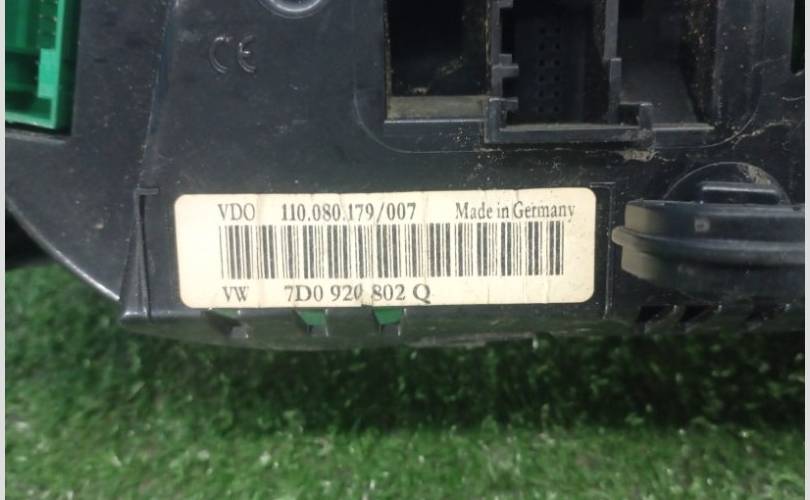 CE
VDO 110.080.179/007 Made in Germany
VW 7D0 920 802 Q